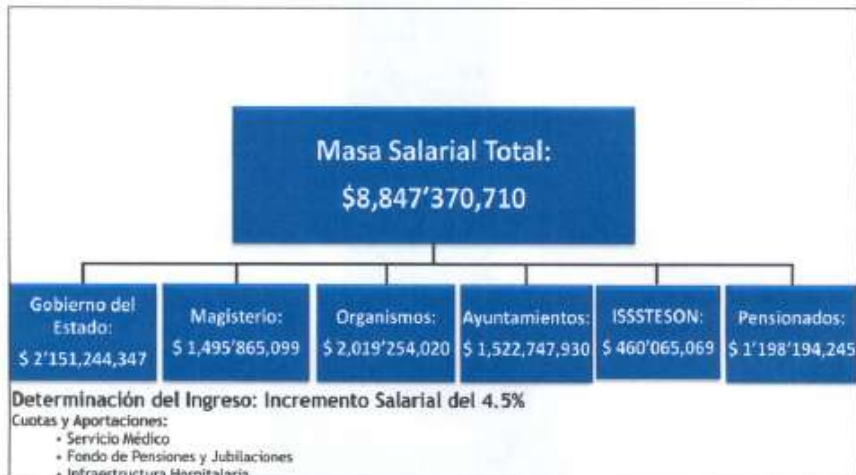 Masa Salarial Total:
$8,847’370,710
Gobierno del
Estado:
$ 2’151,244,347
Magisterio:
$ 1,495’865,099
Organismos:
$ 2,019’254,020
Ayuntamientos:
$ 1,522’747,930
ISSSTESON:
$ 460’065,069
Pensionados:
$ 1’198’194,245
Determinación del Ingreso: Incremento Salarial del 4.5%
Cuotas y Aportaciones:
• Servicio Médico
• Fondo de Pensiones y Jubilaciones
• Infraestructura Hospitalaria